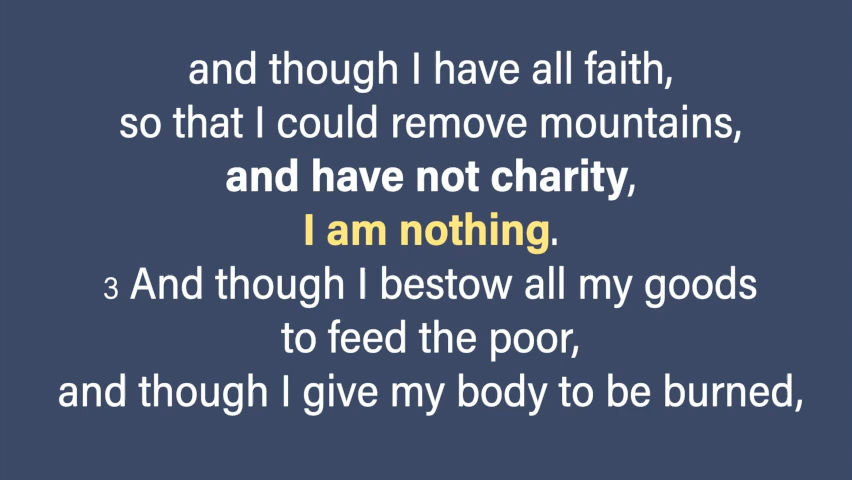 and though I have all faith,
so that I could remove mountains,
and have not charity,
I am nothing.
3 And though I bestow all my goods
to feed the poor,
and though I give my body to be burned,